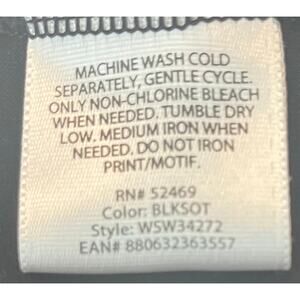 MACHINE WASH COLD
SEPARATELY, GENTLE CYCLE.
ONLY NON-CHLORINE BLEACH
WHEN NEEDED. TUMBLE DRY
LOW. MEDIUM IRON WHEN
NEEDED. DO NOT IRON
PRINT/MOTIF.
RN# 52469
Color: BLKSOT
Style: WSW34272
EAN# 880632363557